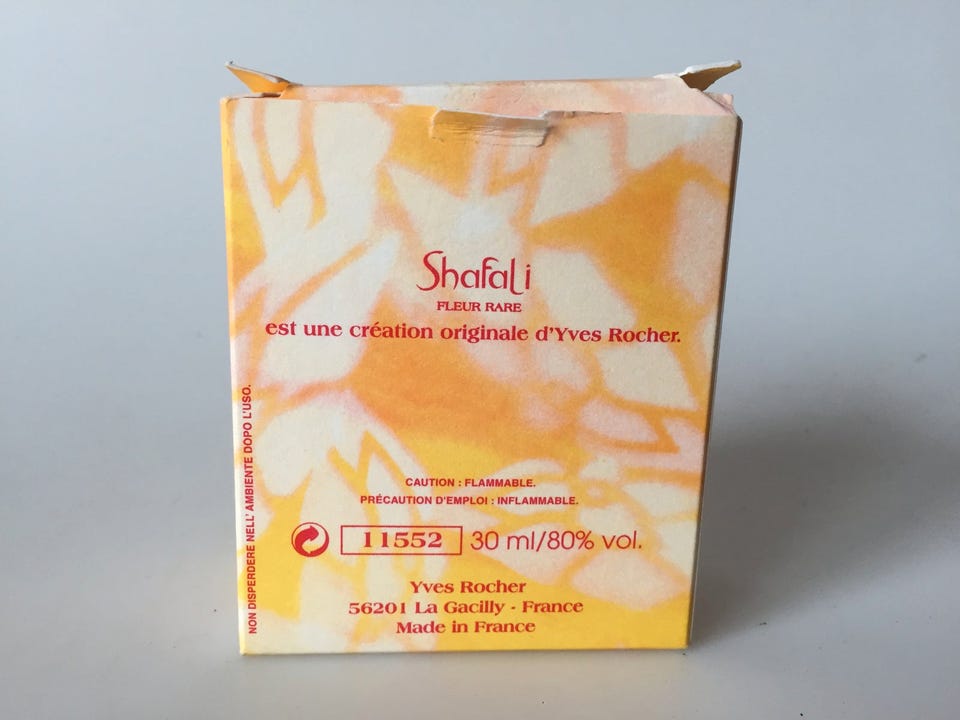 Shafali
FLEUR RARE
est une création originale d'Yves Rocher.
NON DISPERDERE NELL' AMBIENTE DOPO L'USO.
CAUTION : FLAMMABLE.
PRÉCAUTION D'EMPLOI : INFLAMMABLE.
11552 30 ml/80% vol.
Yves Rocher
56201 La Gacilly - France
Made in France